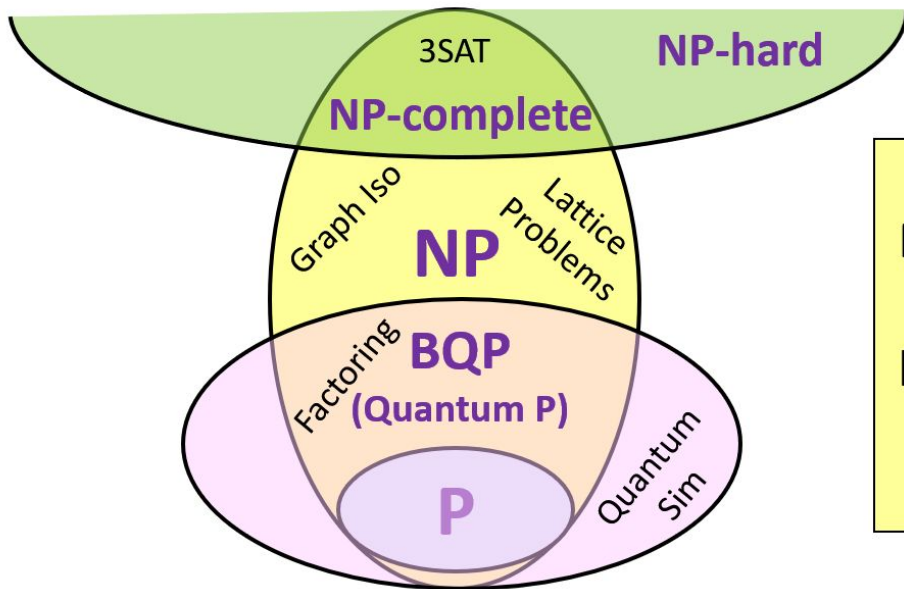 3SAT
NP-hard
NP-complete
Graph Iso
Lattice
Problems
NP
Factoring
BQP
(Quantum P)
Quantum
Sim
P